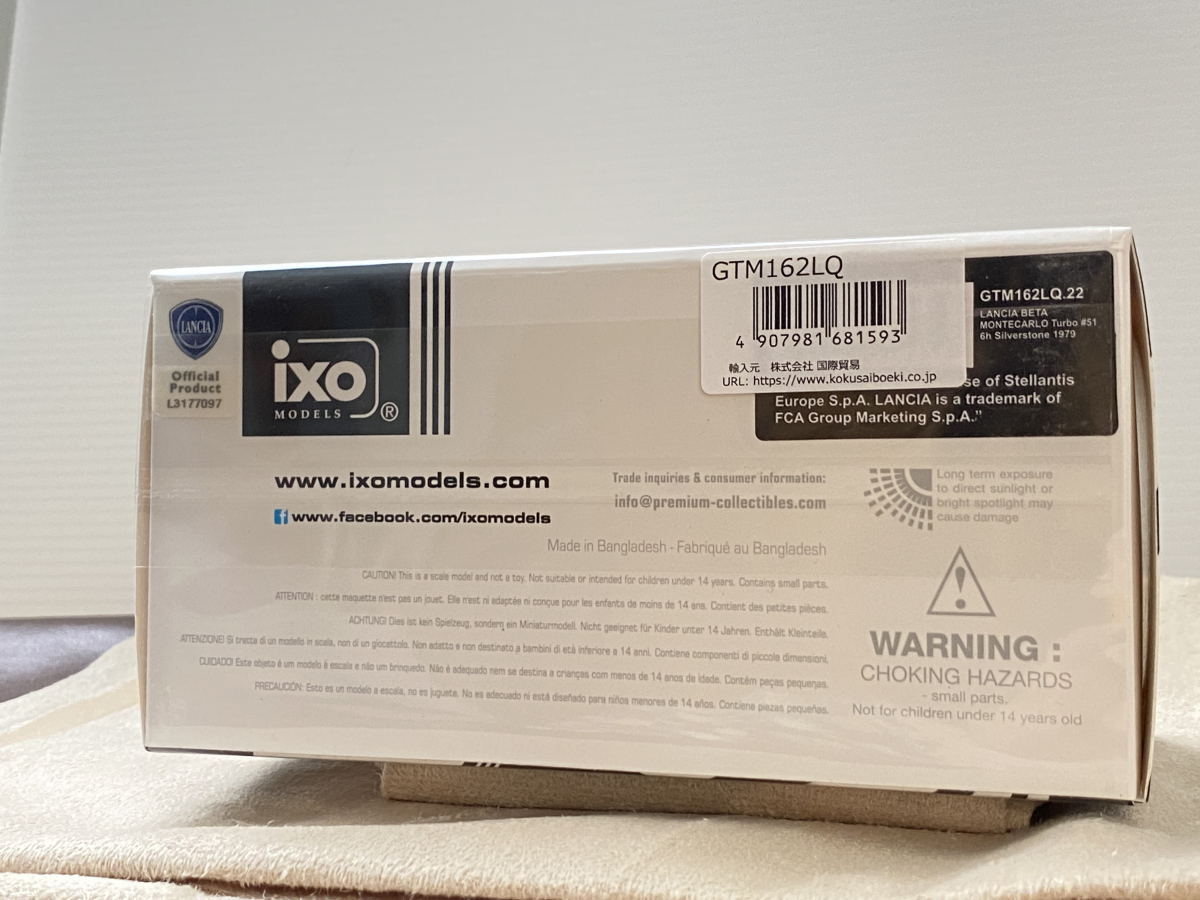 LANCIA
Official
Product
L3177097
ixo
MODELS
®
GTM162LQ
4 907981 681593
輸入元 株式会社 国際貿易
URL: https://www.kokusaiboeki.co.jp
GTM162LQ.22
LANCIA BETA
MONTECARLO Turbo #51
6h Silverstone 1979
se of Stellantis
Europe S.p.A. LANCIA is a trademark of
FCA Group Marketing S.p.A.”
www.ixomodels.com
www.facebook.com/ixomodels
Trade inquiries & consumer information:
info@premium-collectibles.com
Long term exposure
to direct sunlight or
bright spotlight may
cause damage
Made in Bangladesh - Fabriqué au Bangladesh
CAUTION! This is a scale model and not a toy. Not suitable or intended for children under 14 years. Contains small parts.
ATTENTION : cette maquette n'est pas un jouet. Elle n'est ni adaptée ni conçue pour les enfants de moins de 14 ans. Contient des petites pièces.
ACHTUNG! Dies ist kein Spielzeug, sondern ein Miniaturmodell. Nicht geeignet für Kinder unter 14 Jahren. Enthält Kleinteile.
ATTENZIONE! Si tratta di un modello in scala, non di un giocattolo. Non adatto e non destinato a bambini di età inferiore a 14 anni. Contiene componenti di piccole dimensioni.
CUIDADO! Este objeto é um modelo à escala e não um brinquedo. Não é adequado nem se destina a crianças com menos de 14 anos de idade. Contém peças pequenas.
PRECAUCIÓN: Esto es un modelo a escala, no es juguete. No es adecuado ni está diseñado para niños menores de 14 años. Contiene piezas pequeñas.
WARNING :
CHOKING HAZARDS
- small parts.
Not for children under 14 years old